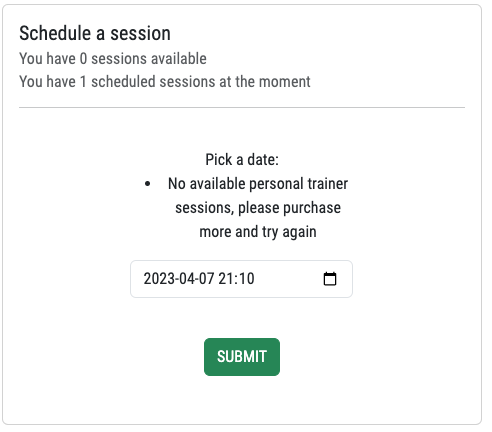 Schedule a session
You have 0 sessions available
You have 1 scheduled sessions at the moment
Pick a date:
• No available personal trainer
sessions, please purchase
more and try again
2023-04-07 21:10
SUBMIT